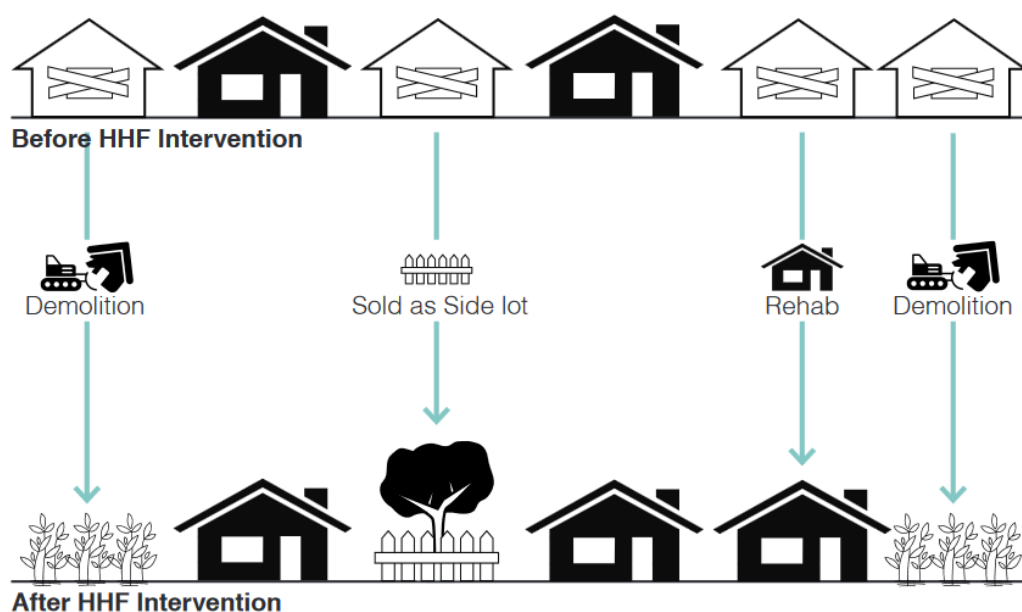 Before HHF Intervention
Demolition
Sold as Side lot
Rehab
Demolition
After HHF Intervention